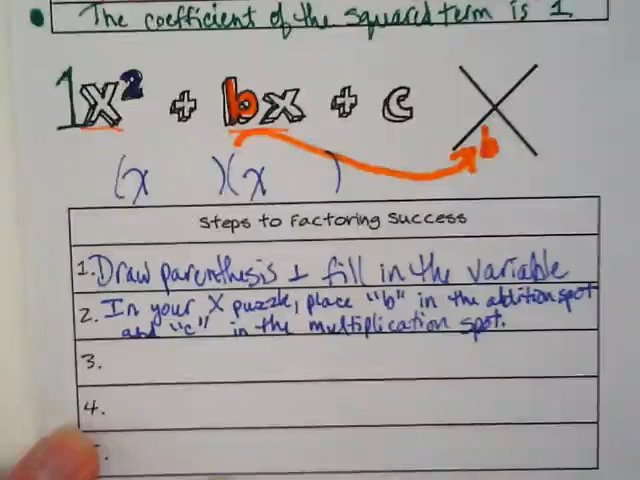 The coefficient of the squared term is 1.
1x² + bx + c
b
(x )(x )
Steps to Factoring Success
1. Draw parenthesis + fill in the variable
2. In your X puzzle, place "b" in the addition spot
and "c" in the multiplication spot.
3.
4.